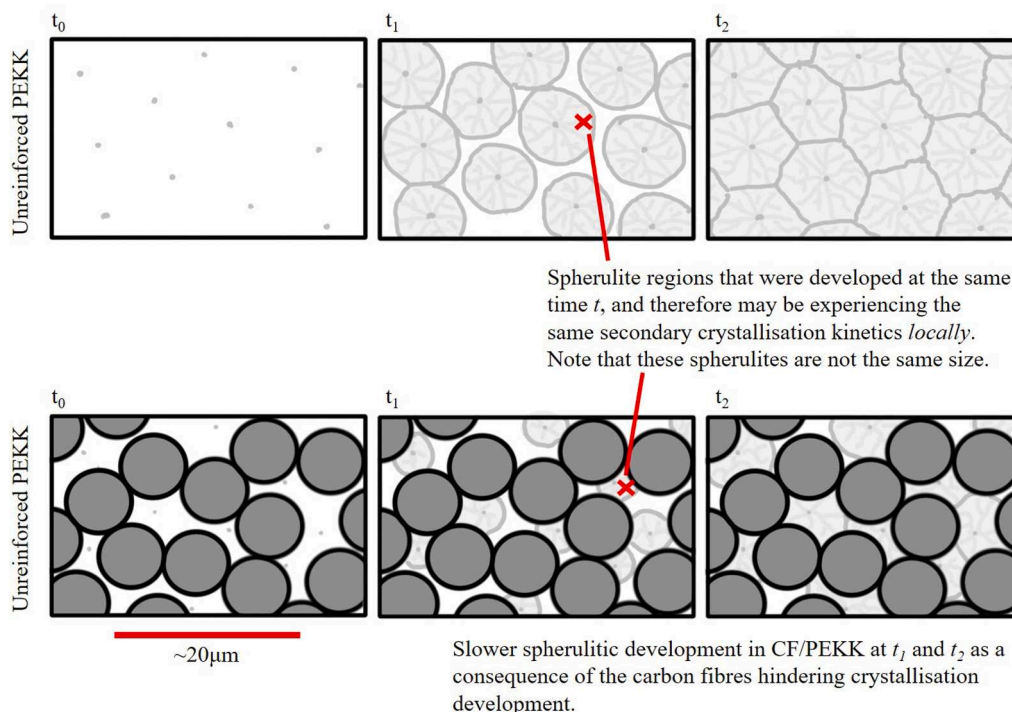 t0
t1
t2
Unreinforced PEKK
Spherulite regions that were developed at the same
time t, and therefore may be experiencing the
same secondary crystallisation kinetics locally.
Note that these spherulites are not the same size.
t0
t1
t2
Unreinforced PEKK
~20μm
Slower spherulitic development in CF/PEKK at t1 and t2 as a
consequence of the carbon fibres hindering crystallisation
development.